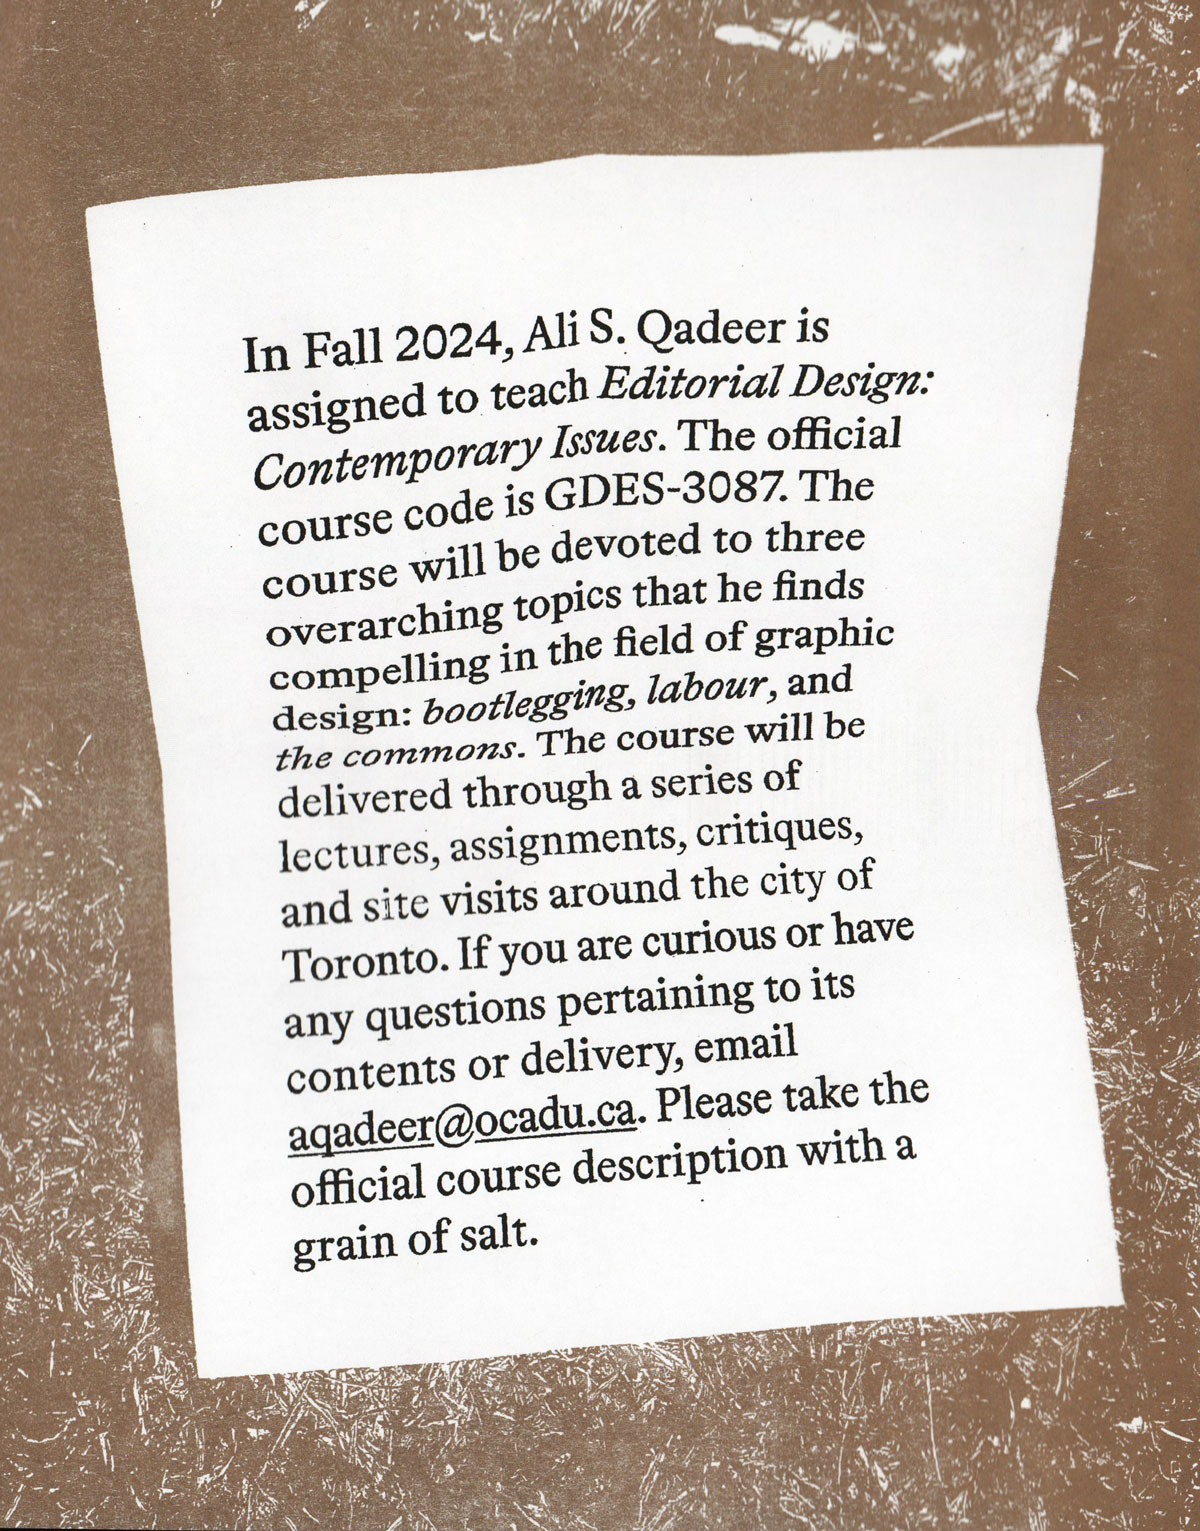 In Fall 2024, Ali S. Qadeer is
assigned to teach Editorial Design:
Contemporary Issues. The official
course code is GDES-3087. The
course will be devoted to three
overarching topics that he finds
compelling in the field of graphic
design: bootlegging, labour, and
the commons. The course will be
delivered through a series of
lectures, assignments, critiques,
and site visits around the city of
Toronto. If you are curious or have
any questions pertaining to its
contents or delivery, email
aqadeer@ocadu.ca. Please take the
official course description with a
grain of salt.